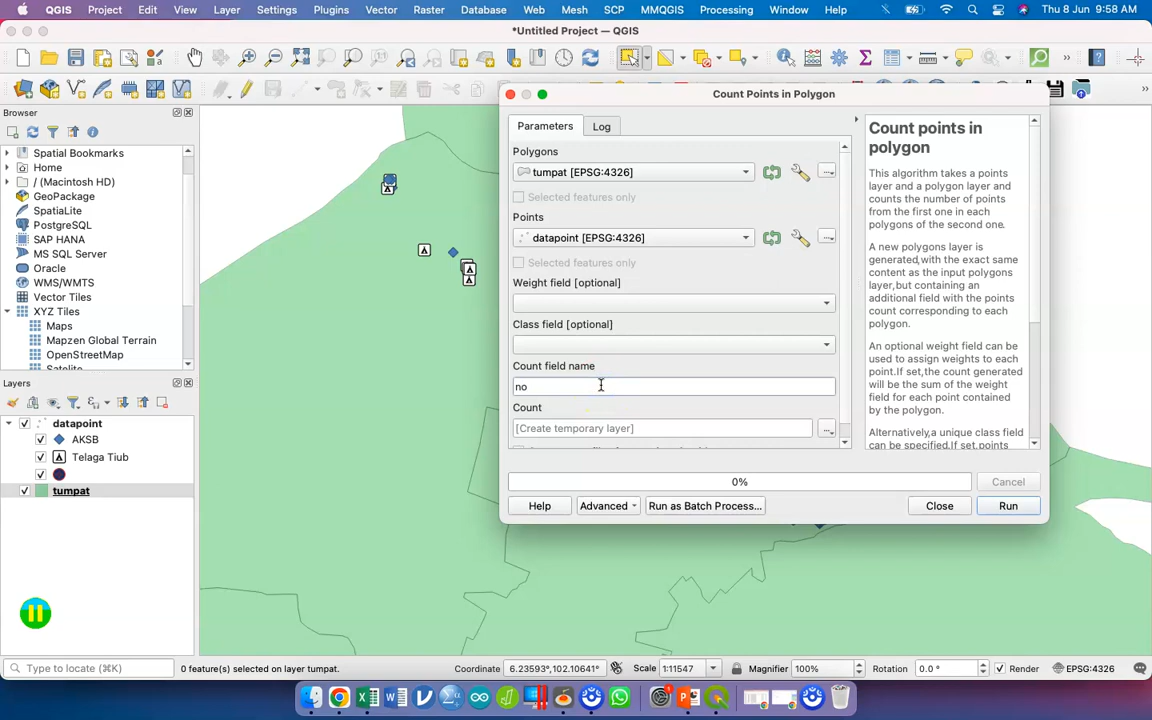 QGIS Project Edit View Layer Settings Plugins Vector Raster Database Web Mesh SCP MMQGIS Processing Window Help Thu 8 Jun 9:58 AM
*Untitled Project — QGIS
Browser
Spatial Bookmarks
Home
/ (Macintosh HD)
GeoPackage
SpatiaLite
PostgreSQL
SAP HANA
MS SQL Server
Oracle
WMS/WMTS
Vector Tiles
XYZ Tiles
Maps
Mapzen Global Terrain
OpenStreetMap
Satelite
Layers
datapoint
AKSB
Telaga Tiub
tumpat
Count Points in Polygon
Parameters Log
Polygons
tumpat [EPSG:4326]
Selected features only
Points
datapoint [EPSG:4326]
Selected features only
Weight field [optional]
Class field [optional]
Count field name
no
Count
[Create temporary layer]
0%
Cancel
Help Advanced Run as Batch Process... Close Run
Count points in
polygon
This algorithm takes a points
layer and a polygon layer and
counts the number of points
from the first one in each
polygons of the second one.
A new polygons layer is
generated,with the exact same
content as the input polygons
layer,but containing an
additional field with the points
count corresponding to each
polygon.
An optional weight field can be
used to assign weights to each
point.If set,the count generated
will be the sum of the weight
field for each point contained
by the polygon.
Alternatively,a unique class field
can be specified.If set,points
Type to locate (⌘K) 0 feature(s) selected on layer tumpat. Coordinate 6.23593°,102.10641° Scale 1:11547 Magnifier 100% Rotation 0.0 ° Render EPSG:4326